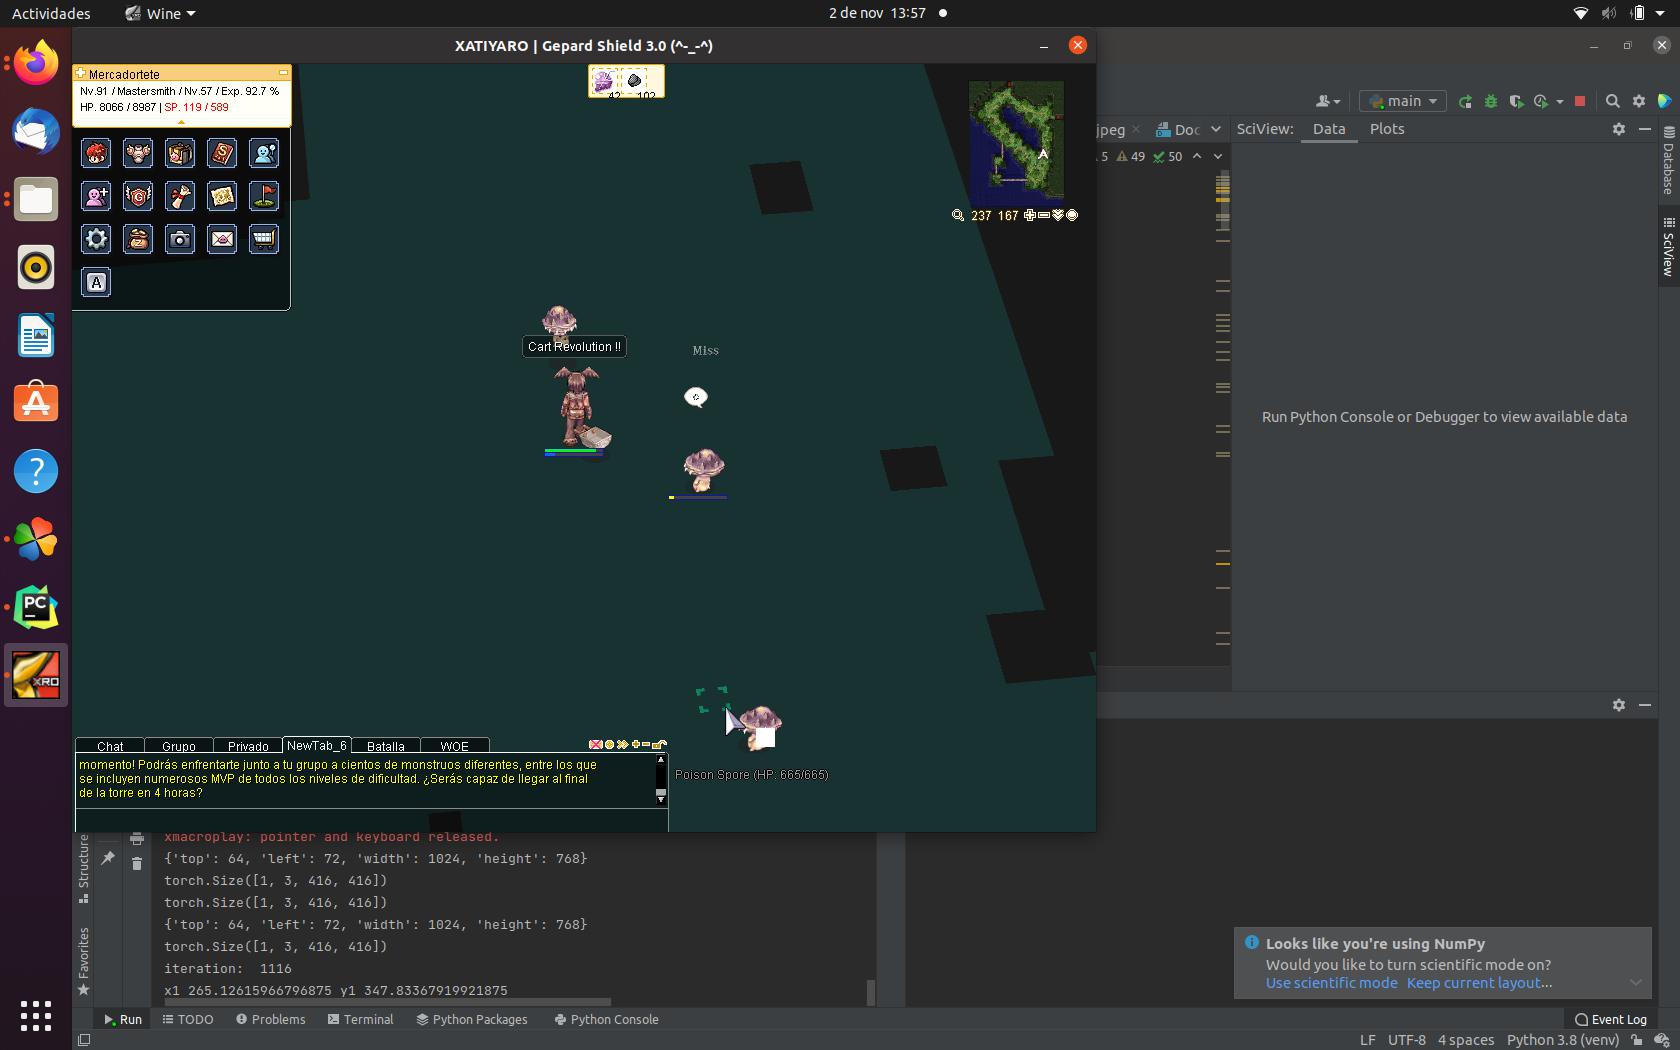 Actividades
Wine
2 de nov 13:57
XATIYARO | Gepard Shield 3.0 (^-_-^)
Mercadortete
Nv.91 / Mastersmith / Nv.57 / Exp. 92.7 %
HP. 8066 / 8987 | SP. 119 / 589
42
102
237 167
Cart Revolution !!
Miss
Poison Spore (HP. 665/665)
Chat
Grupo
Privado
NewTab_6
Batalla
WOE
momento! Podrás enfrentarte junto a tu grupo a cientos de monstruos diferentes, entre los que
se incluyen numerosos MVP de todos los niveles de dificultad. ¿Serás capaz de llegar al final
de la torre en 4 horas?
main
jpeg
Doc
SciView:
Data
Plots
5
49
50
Database
SciView
Run Python Console or Debugger to view available data
xmacroplay: pointer and keyboard released.
{'top': 64, 'left': 72, 'width': 1024, 'height': 768}
torch.Size([1, 3, 416, 416])
torch.Size([1, 3, 416, 416])
{'top': 64, 'left': 72, 'width': 1024, 'height': 768}
torch.Size([1, 3, 416, 416])
iteration:  1116
x1 265.12615966796875 y1 347.83367919921875
Structure
Favorites
Looks like you're using NumPy
Would you like to turn scientific mode on?
Use scientific mode Keep current layout...
Run
TODO
Problems
Terminal
Python Packages
Python Console
Event Log
LF
UTF-8
4 spaces
Python 3.8 (venv)
PC
XRO
A